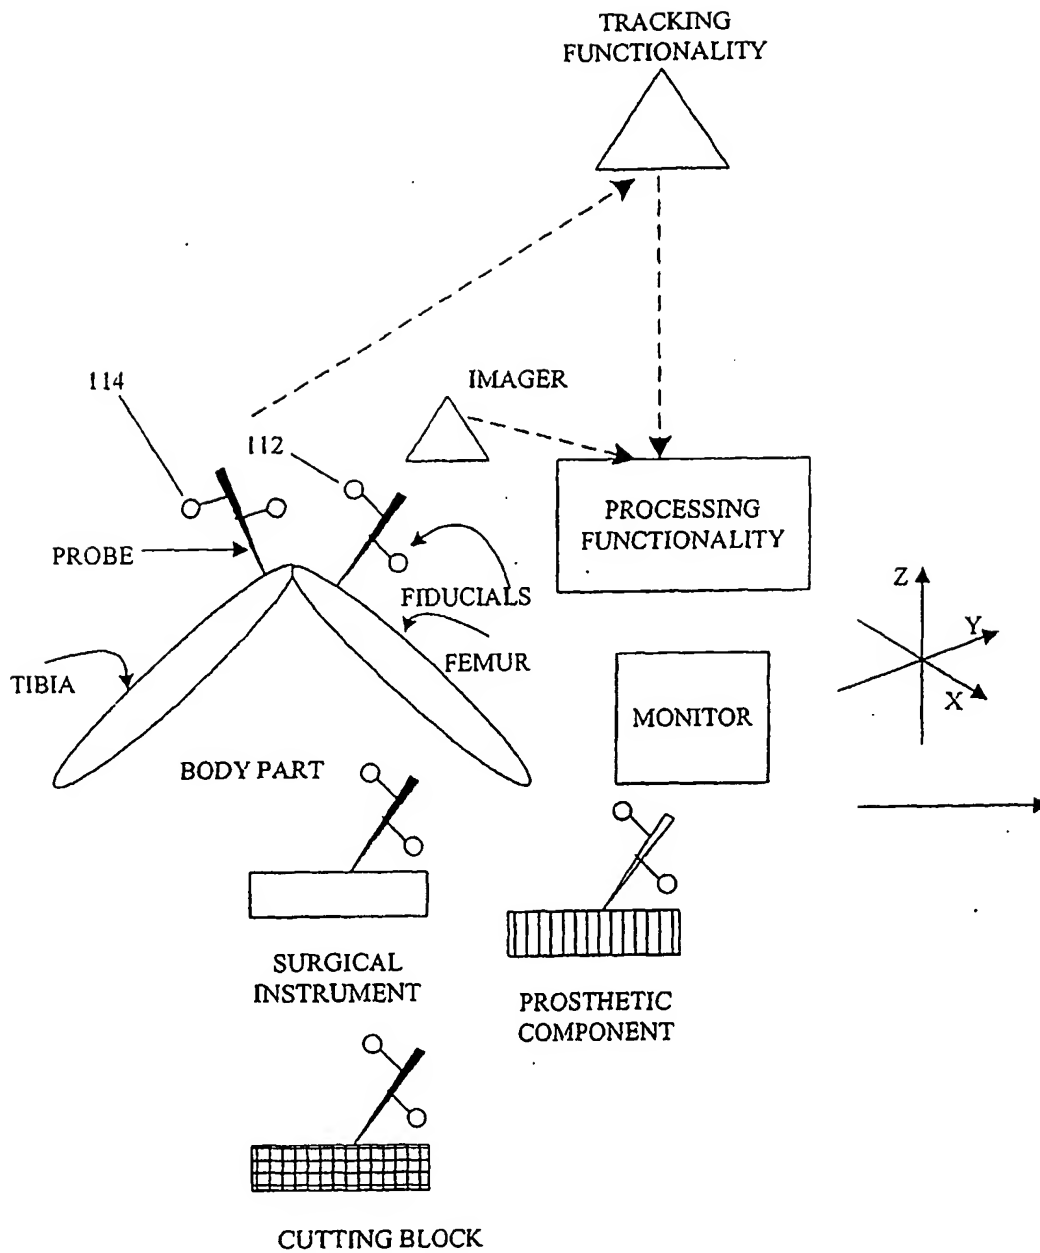 TRACKING
FUNCTIONALITY
IMAGER
114
112
PROCESSING
FUNCTIONALITY
PROBE
FIDUCIALS
Z
Y
X
FEMUR
TIBIA
MONITOR
BODY PART
SURGICAL
INSTRUMENT
PROSTHETIC
COMPONENT
CUTTING BLOCK